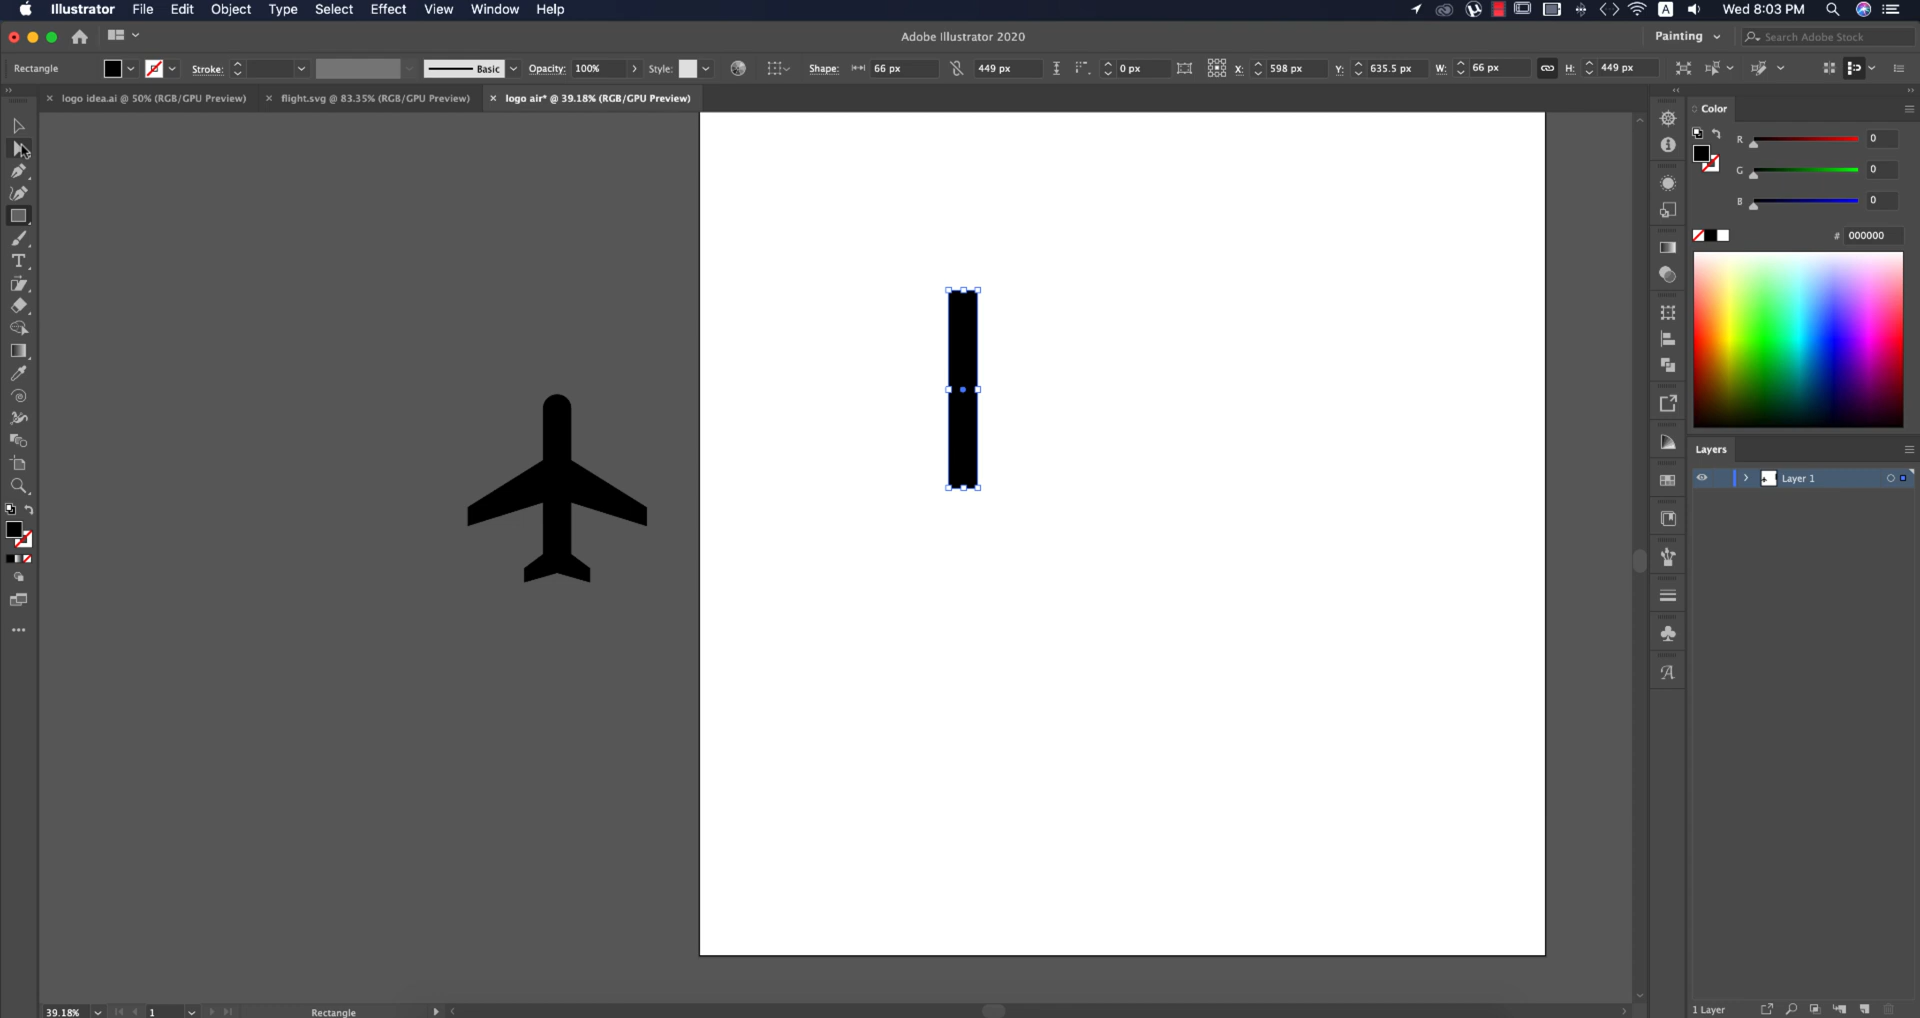 Illustrator File Edit Object Type Select Effect View Window Help A Wed 8:03 PM
Adobe Illustrator 2020 Painting Search Adobe Stock
Rectangle Stroke: Basic Opacity: 100% Style: Shape: 66 px 449 px 0 px X: 598 px Y: 635.5 px W: 66 px H: 449 px
logo idea.ai @ 50% (RGB/GPU Preview) flight.svg @ 83.35% (RGB/GPU Preview) logo air* @ 39.18% (RGB/GPU Preview)
Color
R 0
G 0
B 0
# 000000
Layers
Layer 1
39.18% 1 Rectangle 1 Layer